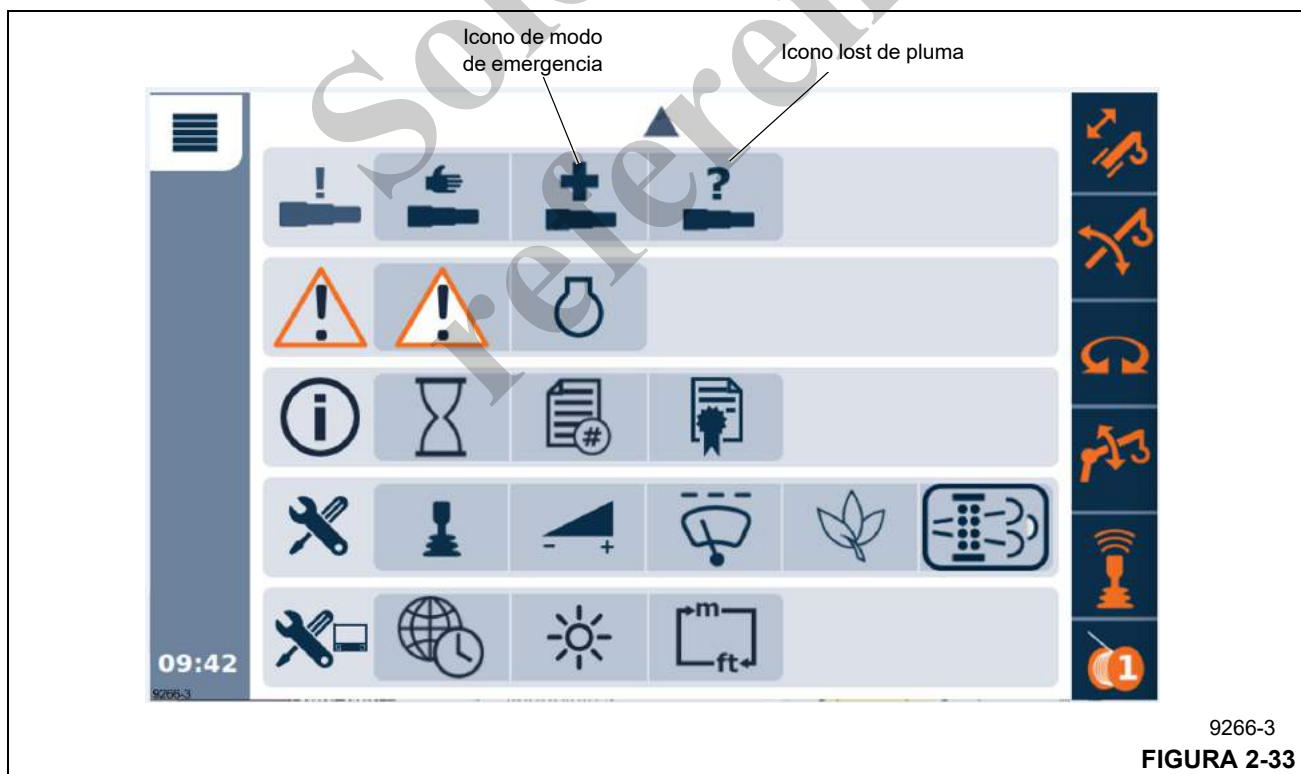 Icono de modo
de emergencia
Icono lost de pluma
!
?
!
!
i
#
- +
m
ft
09:42
1
9266-3
9266-3
FIGURA 2-33